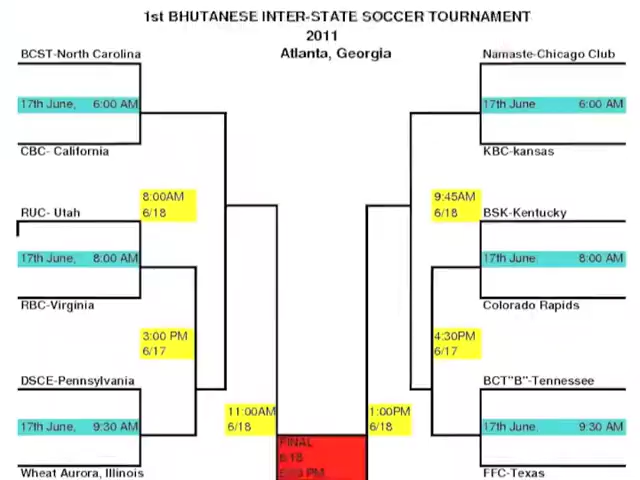 1st BHUTANESE INTER-STATE SOCCER TOURNAMENT
2011
Atlanta, Georgia
BCST-North Carolina
Namaste-Chicago Club
17th June, 6:00 AM
17th June 6:00 AM
CBC- California
KBC-kansas
8:00AM
6/18
9:45AM
6/18
RUC- Utah
BSK-Kentucky
17th June, 8:00 AM
17th June 8:00 AM
RBC-Virginia
Colorado Rapids
3:00 PM
6/17
4:30PM
6/17
DSCE-Pennsylvania
BCT"B"-Tennessee
11:00AM
6/18
1:00PM
6/18
17th June, 9:30 AM
17th June, 9:30 AM
FINAL
6/18
PM
Wheat Aurora, Illinois
FFC-Texas